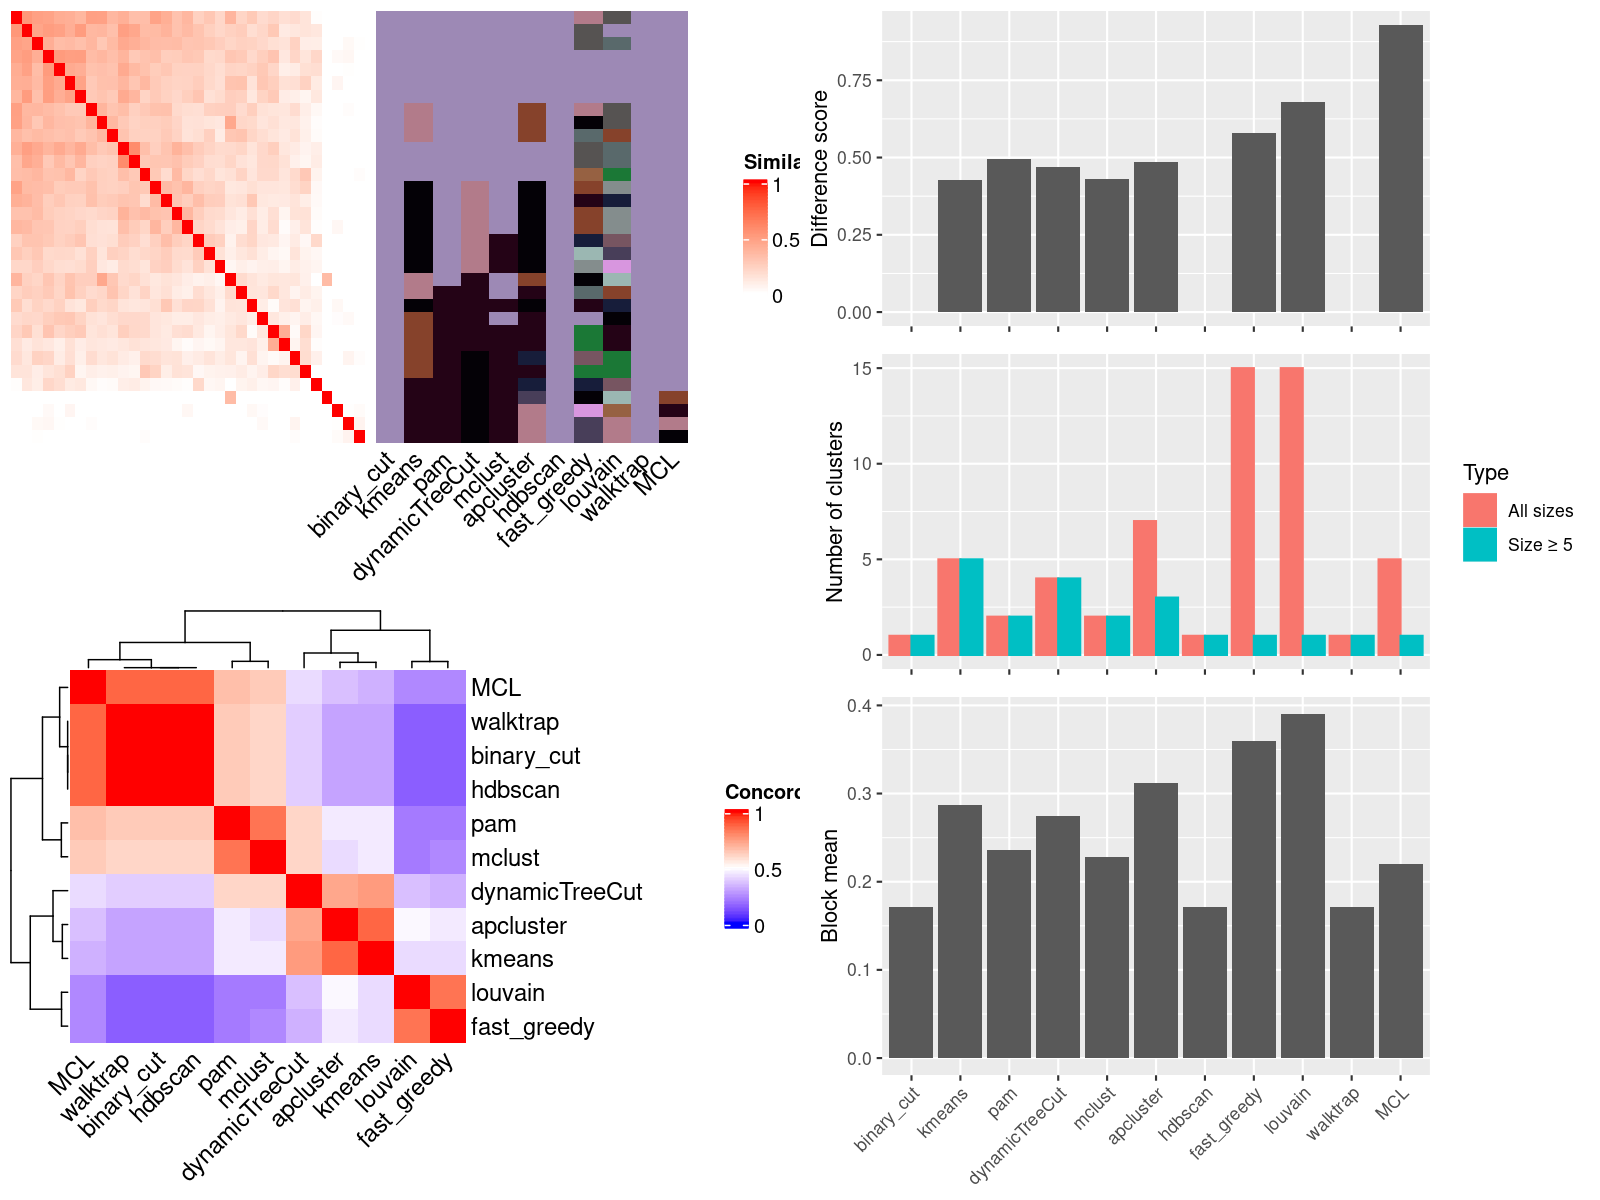 Simila
1
0.5
0
binary_cut
kmeans
pam
dynamicTreeCut
mclust
apcluster
hdbscan
fast_greedy
louvain
walktrap
MCL
Difference score
0.75
0.50
0.25
0.00
Number of clusters
15
10
5
0
Type
All sizes
Size ≥ 5
MCL
walktrap
binary_cut
hdbscan
pam
mclust
dynamicTreeCut
apcluster
kmeans
louvain
fast_greedy
MCL
walktrap
binary_cut
hdbscan
pam
mclust
dynamicTreeCut
apcluster
kmeans
louvain
fast_greedy
Concord
1
0.5
0
Block mean
0.4
0.3
0.2
0.1
0.0
binary_cut
kmeans
pam
dynamicTreeCut
mclust
apcluster
hdbscan
fast_greedy
louvain
walktrap
MCL